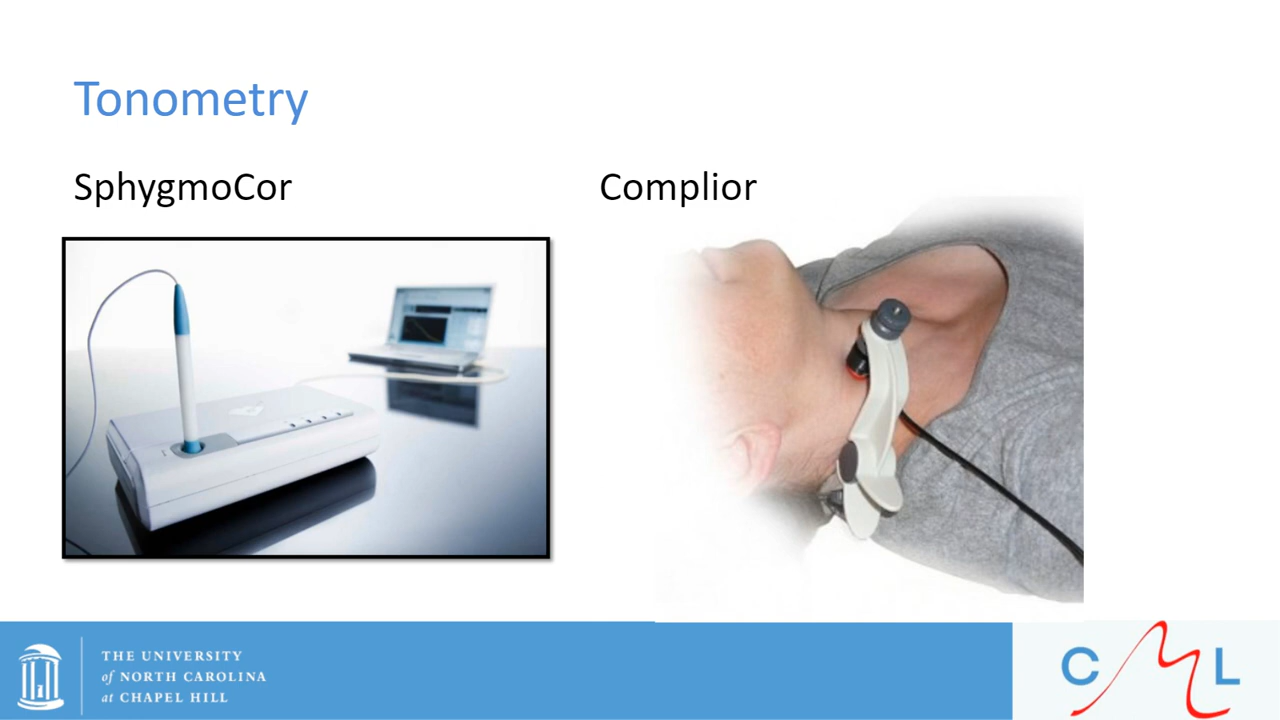 Tonometry
SphygmoCor
Complior
THE UNIVERSITY
of NORTH CAROLINA
at CHAPEL HILL
C M L